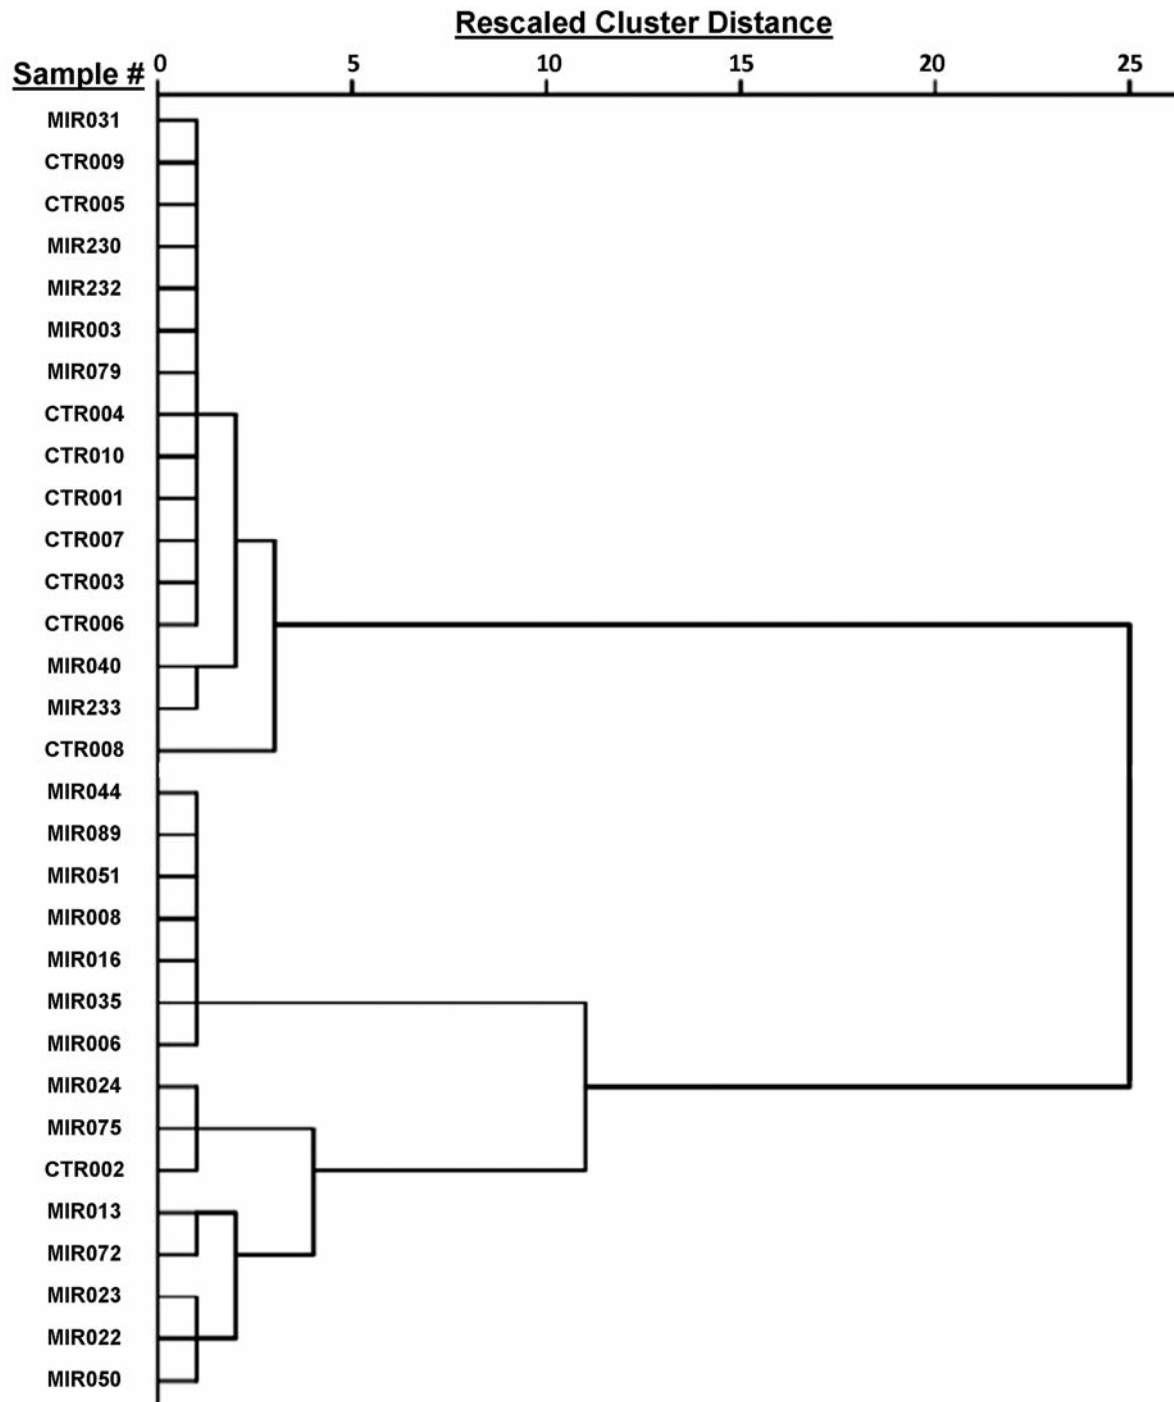 Rescaled Cluster Distance
Sample # 0 5 10 15 20 25
MIR031
CTR009
CTR005
MIR230
MIR232
MIR003
MIR079
CTR004
CTR010
CTR001
CTR007
CTR003
CTR006
MIR040
MIR233
CTR008
MIR044
MIR089
MIR051
MIR008
MIR016
MIR035
MIR006
MIR024
MIR075
CTR002
MIR013
MIR072
MIR023
MIR022
MIR050